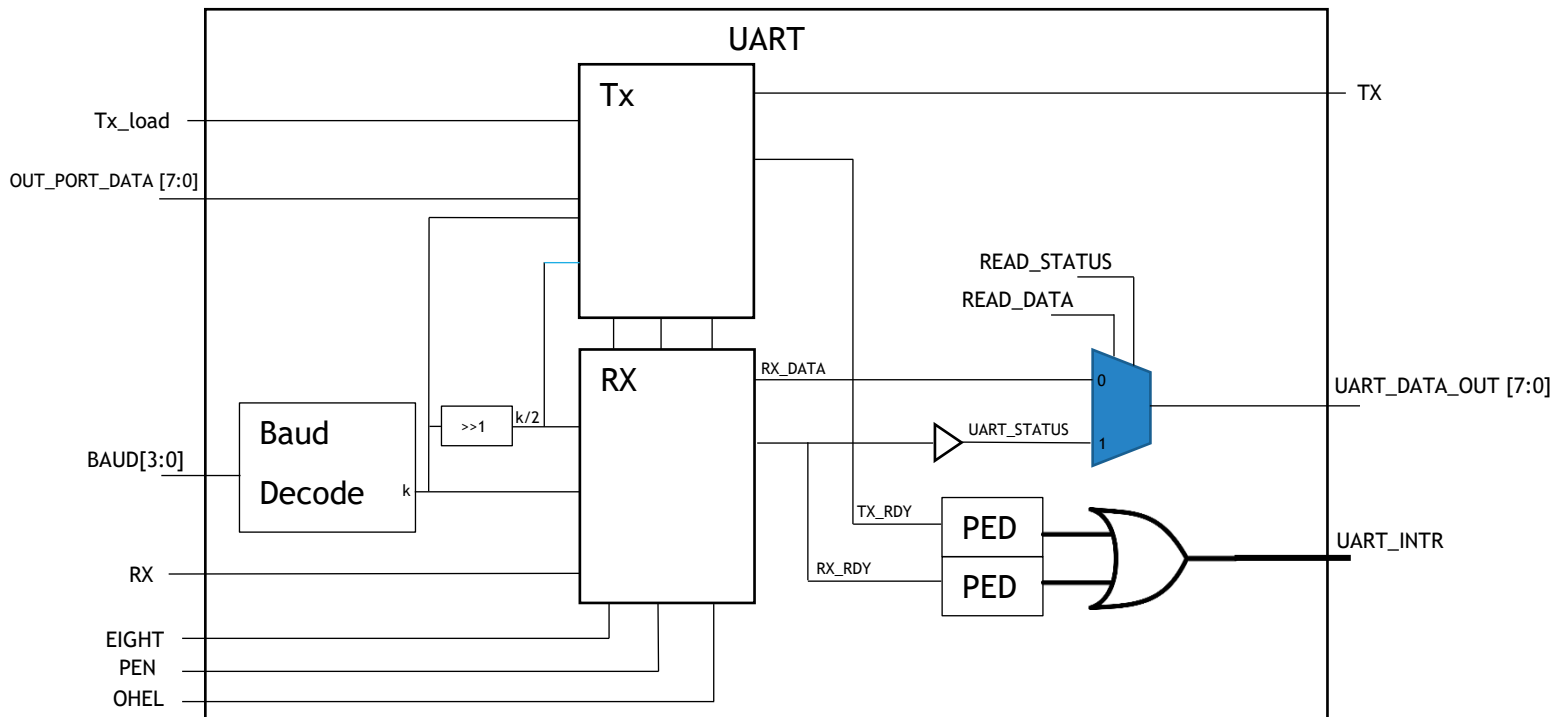 UART
Tx
TX
Tx_load
OUT_PORT_DATA [7:0]
READ_STATUS
READ_DATA
RX
RX_DATA
0
UART_DATA_OUT [7:0]
k/2
>>1
Baud
Decode
k
UART_STATUS
1
BAUD[3:0]
TX_RDY
PED
UART_INTR
RX
RX_RDY
PED
EIGHT
PEN
OHEL